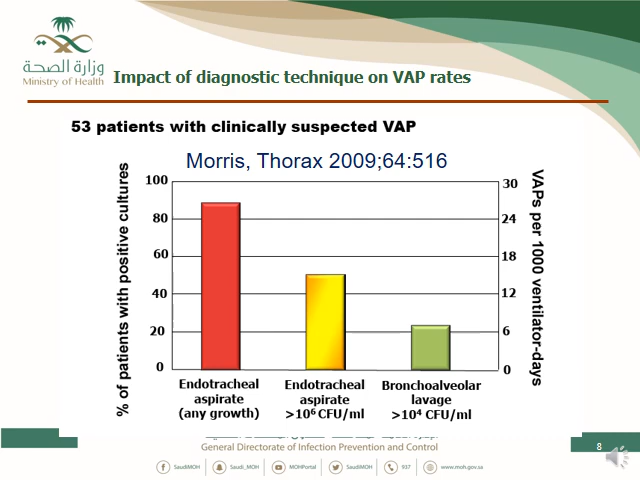 وزارة الصحة
Ministry of Health
Impact of diagnostic technique on VAP rates
53 patients with clinically suspected VAP
Morris, Thorax 2009;64:516
% of patients with positive cultures
100
80
60
40
20
0
VAPs per 1000 ventilator-days
30
24
18
12
6
0
Endotracheal
aspirate
(any growth)
Endotracheal
aspirate
>10⁶ CFU/ml
Bronchoalveolar
lavage
>10⁴ CFU/ml
General Directorate of Infection Prevention and Control
SaudiMOH
Saudi_MOH
MOHPortal
SaudiMOH
937
www.moh.gov.sa
8